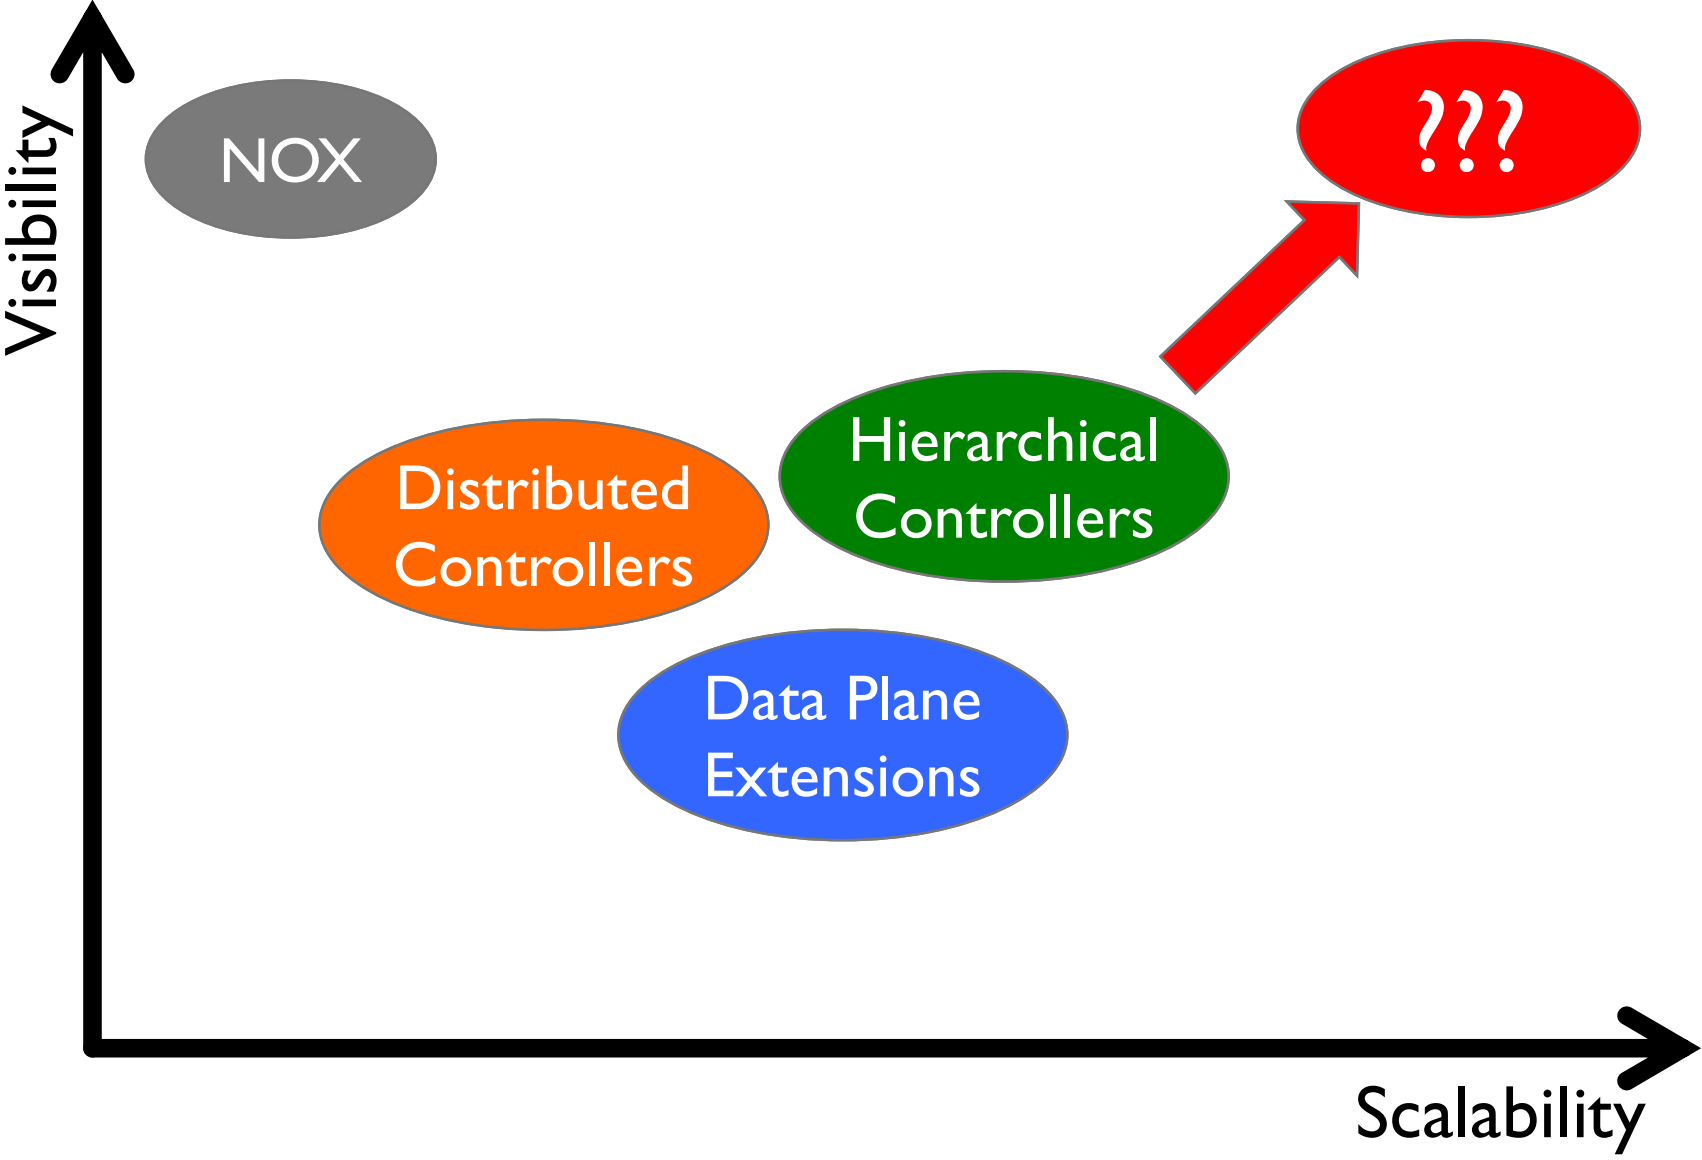 Visibility
NOX
???
Hierarchical
Controllers
Distributed
Controllers
Data Plane
Extensions
Scalability